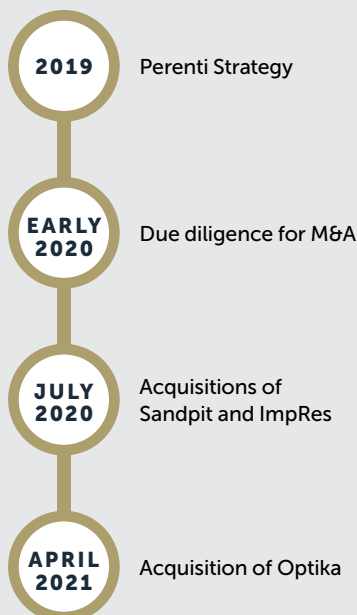 2019
Perenti Strategy
EARLY
2020
Due diligence for M&A
JULY
2020
Acquisitions of
Sandpit and ImpRes
APRIL
2021
Acquisition of Optika